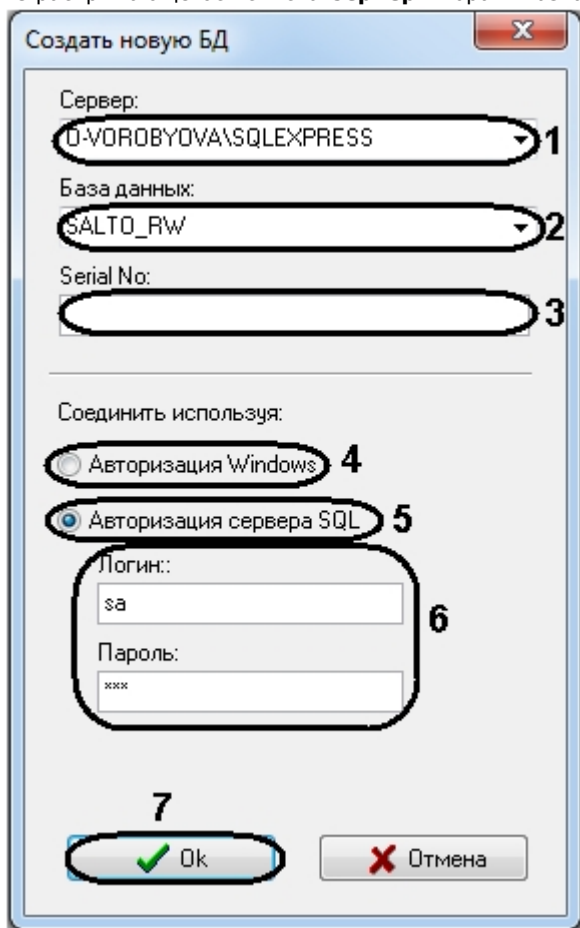 Создать новую БД
Сервер:
O-VOROBYOVA\SQLEXPRESS
1
База данных:
SALTO_RW
2
Serial No:
3
Соединить используя:
Авторизация Windows
4
Авторизация сервера SQL
5
Логин::
sa
6
Пароль:
×××
7
Ok
Отмена